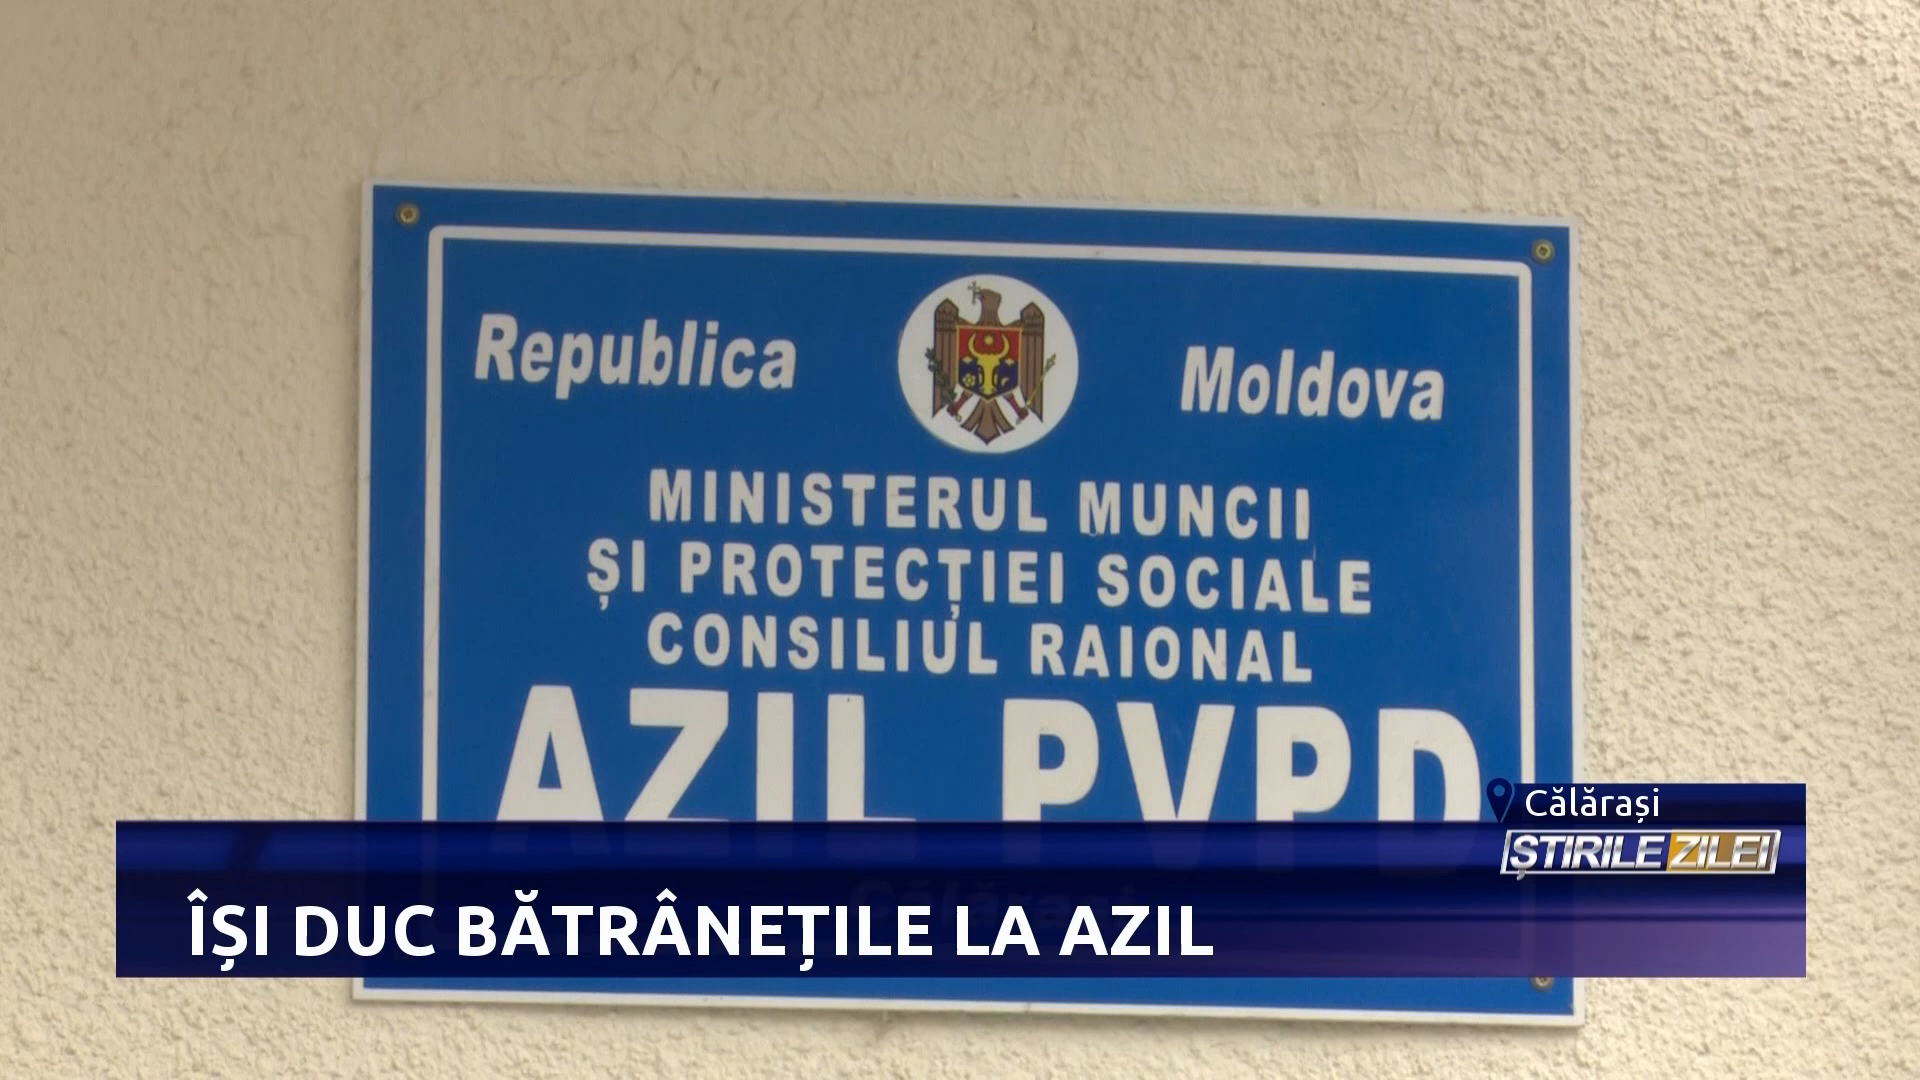 Republica Moldova
MINISTERUL MUNCII
ȘI PROTECȚIEI SOCIALE
CONSILIUL RAIONAL
AZIL PVPD
Călărași
ȘTIRILE ZILEI
ÎȘI DUC BĂTRÂNEȚILE LA AZIL